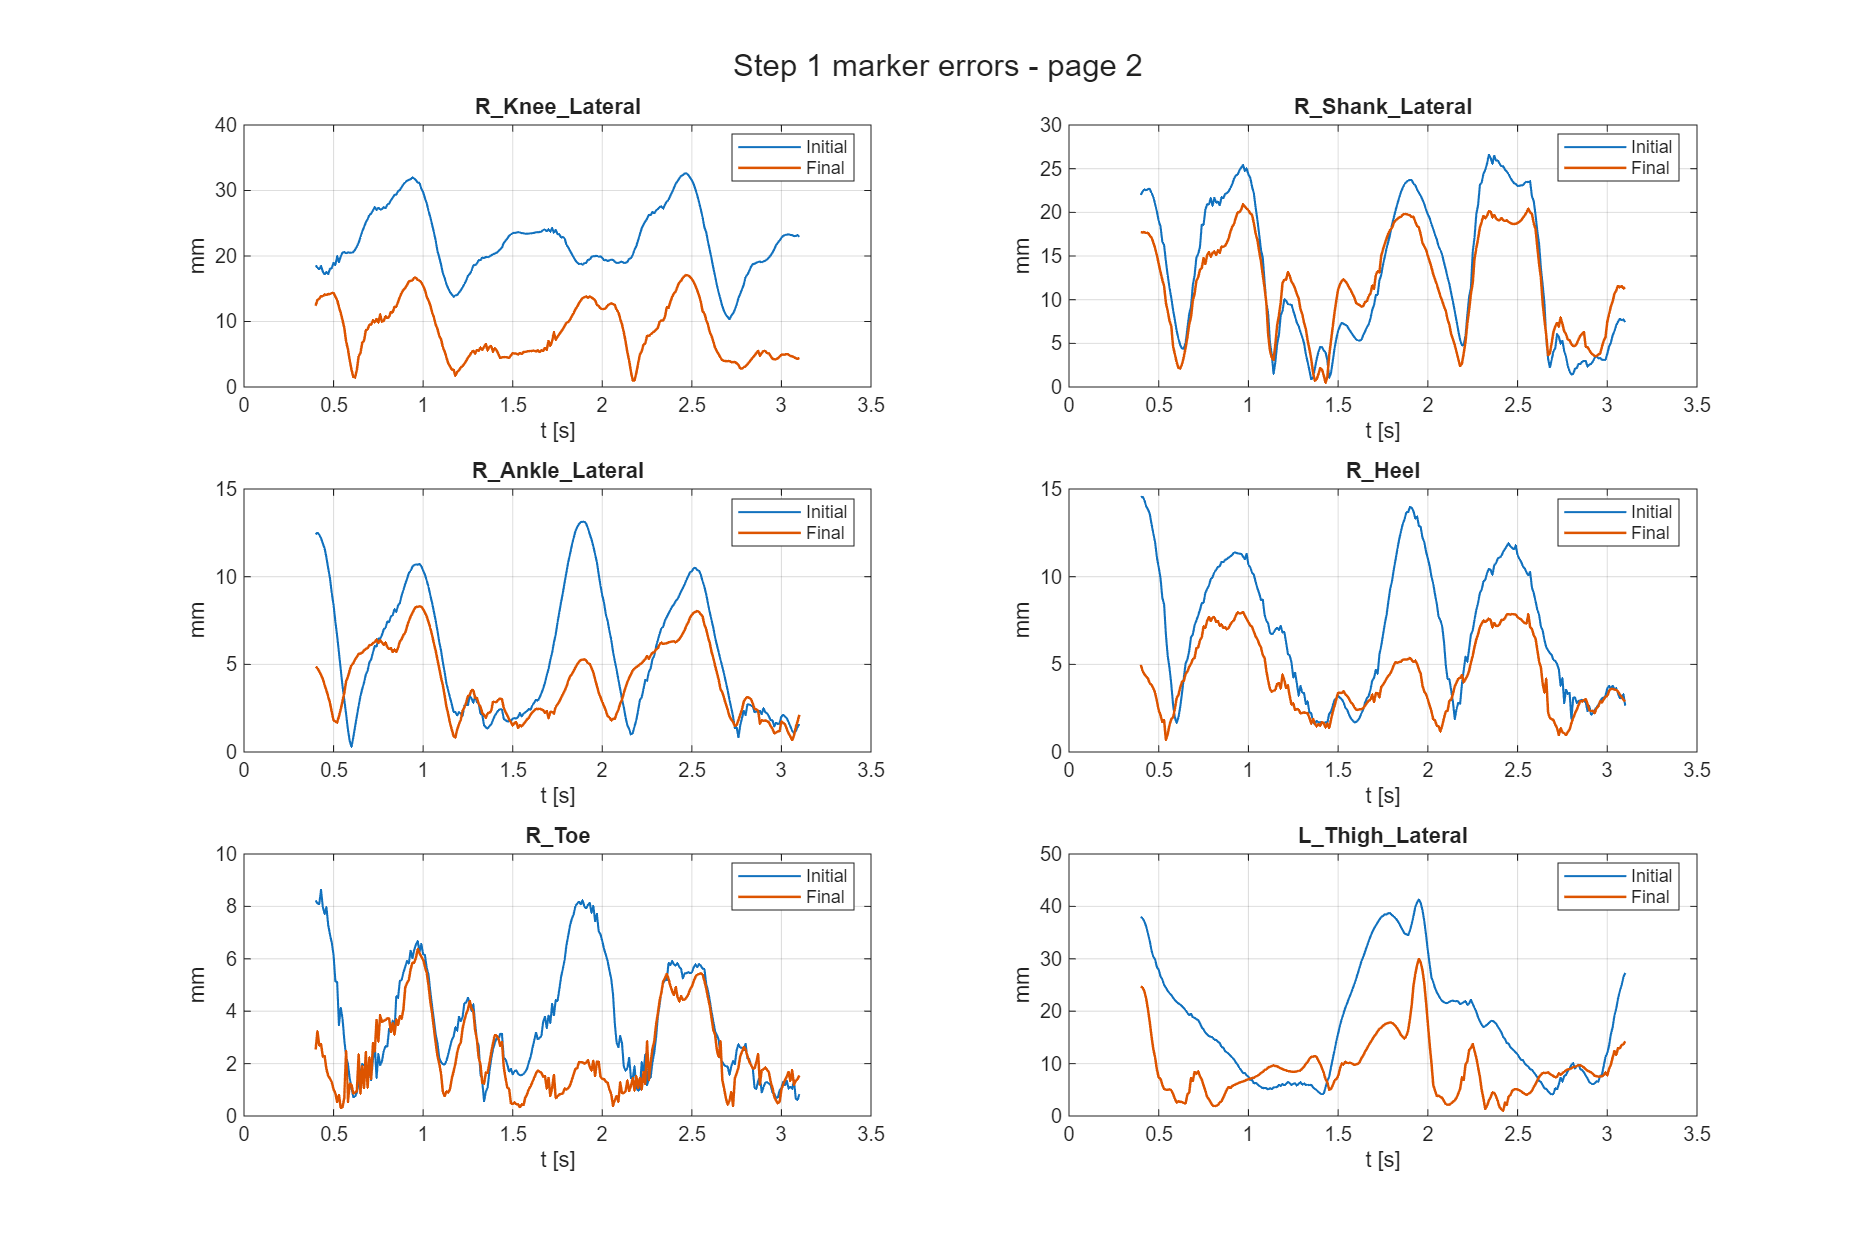 Step 1 marker errors - page 2
R_Knee_Lateral
40
30
20
10
0
mm
0 0.5 1 1.5 2 2.5 3 3.5
t [s]
Initial
Final
R_Shank_Lateral
30
25
20
15
10
5
0
mm
0 0.5 1 1.5 2 2.5 3 3.5
t [s]
Initial
Final
R_Ankle_Lateral
15
10
5
0
mm
0 0.5 1 1.5 2 2.5 3 3.5
t [s]
Initial
Final
R_Heel
15
10
5
0
mm
0 0.5 1 1.5 2 2.5 3 3.5
t [s]
Initial
Final
R_Toe
10
8
6
4
2
0
mm
0 0.5 1 1.5 2 2.5 3 3.5
t [s]
Initial
Final
L_Thigh_Lateral
50
40
30
20
10
0
mm
0 0.5 1 1.5 2 2.5 3 3.5
t [s]
Initial
Final